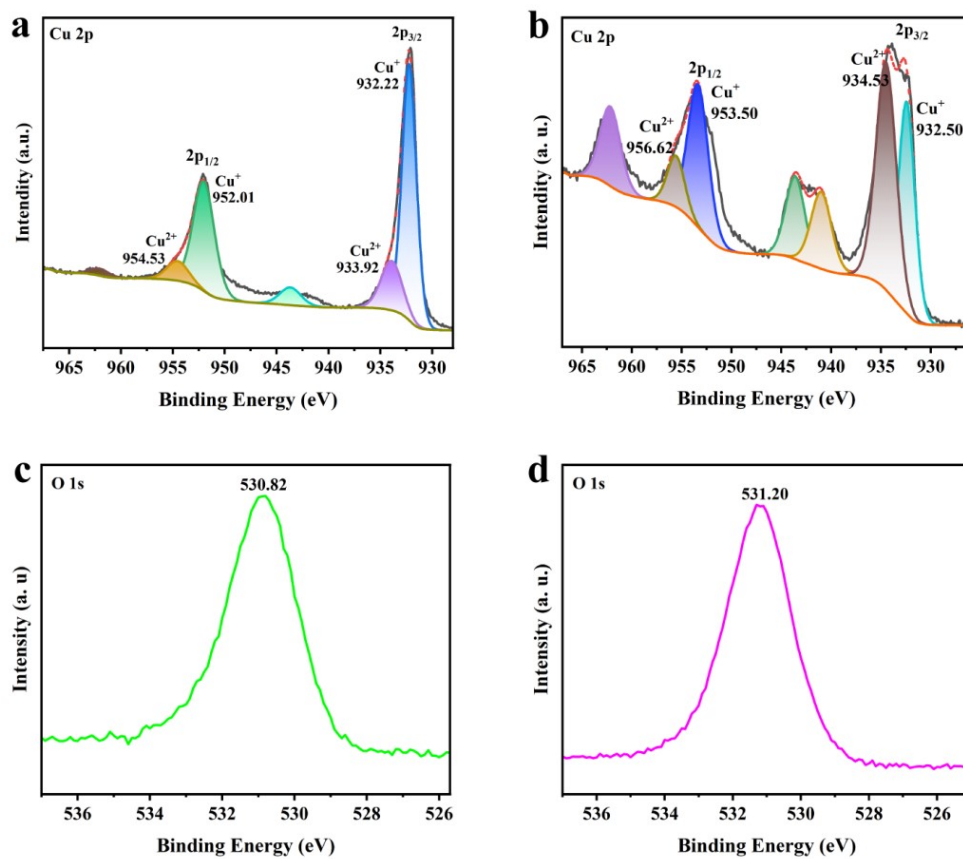 a
Cu 2p
2p3/2
Cu+
932.22
2p1/2
Cu+
952.01
Cu2+
954.53
Cu2+
933.92
Intendity (a.u.)
965 960 955 950 945 940 935 930
Binding Energy (eV)
b
Cu 2p
2p3/2
Cu2+
934.53
Cu+
932.50
2p1/2
Cu+
953.50
Cu2+
956.62
Intendity (a. u.)
965 960 955 950 945 940 935 930
Binding Energy (eV)
c
O 1s
530.82
Intensity (a. u)
536 534 532 530 528 526
Binding Energy (eV)
d
O 1s
531.20
Intensity (a. u.)
536 534 532 530 528 526
Binding Energy (eV)